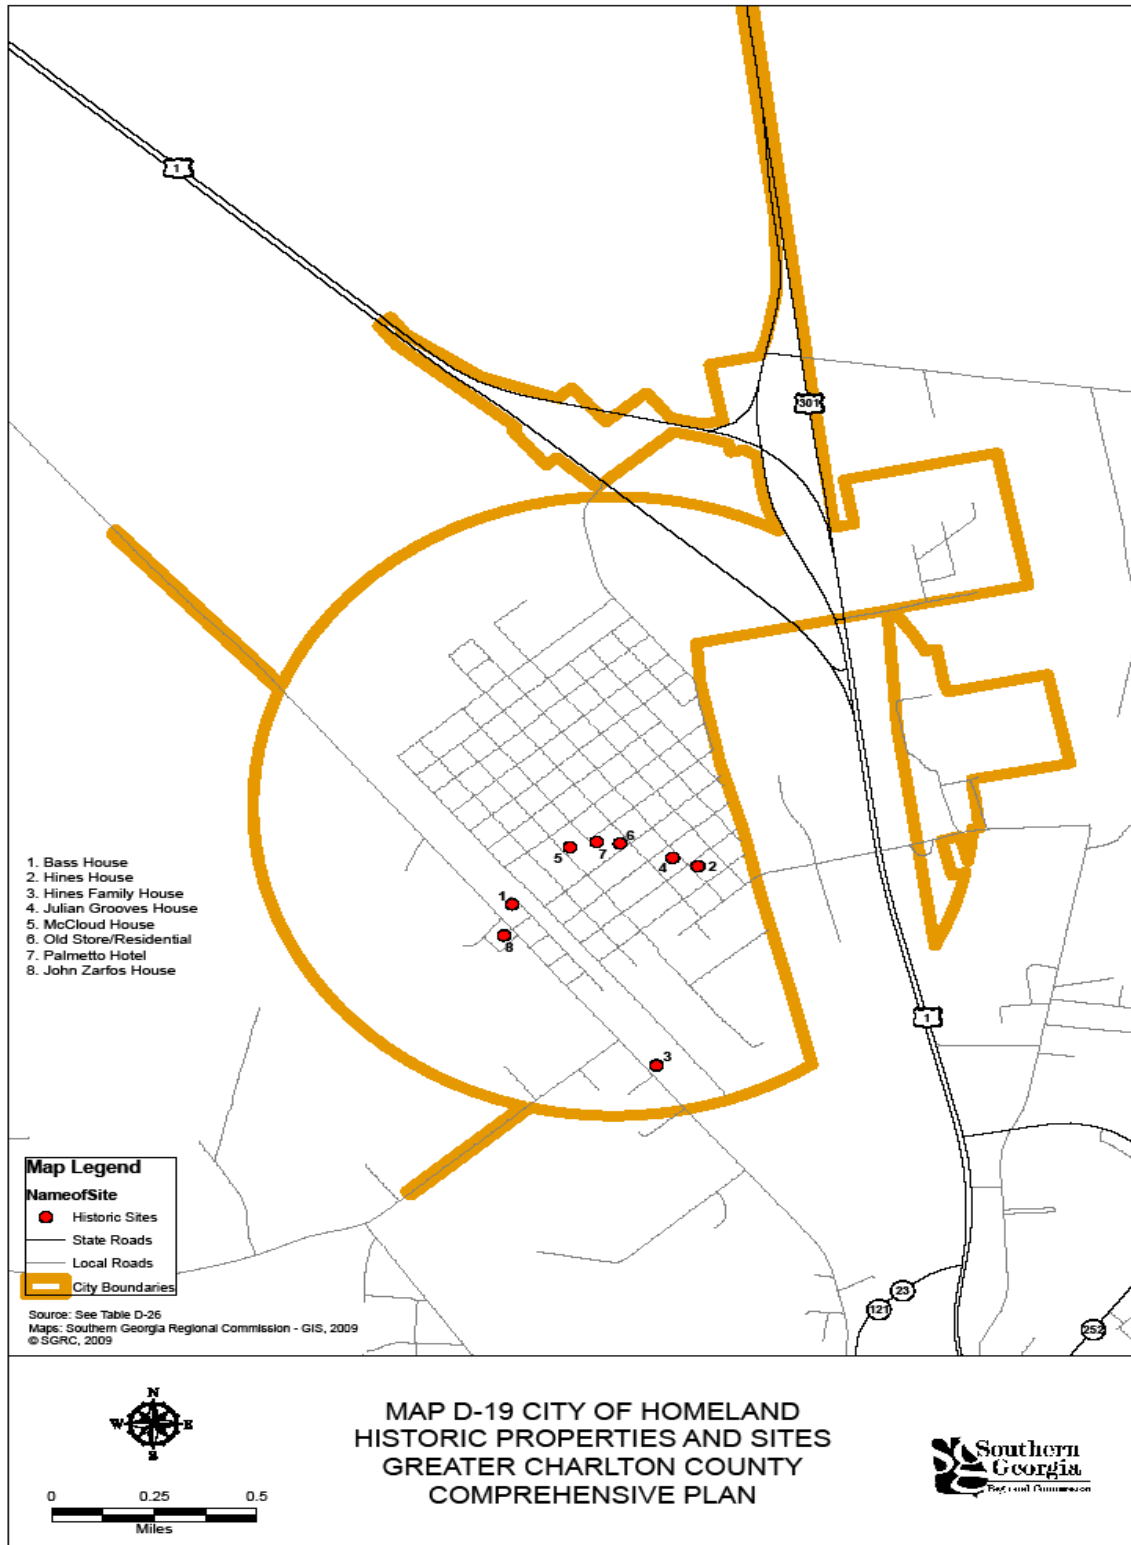 1
301
5
7
6
4
2
1
8
1. Bass House
2. Hines House
3. Hines Family House
4. Julian Grooves House
5. McCloud House
6. Old Store/Residential
7. Palmetto Hotel
8. John Zarfos House
1
3
Map Legend
NameofSite
Historic Sites
State Roads
Local Roads
City Boundaries
23
121
252
Source: See Table D-26
Maps: Southern Georgia Regional Commission - GIS, 2009
© SGRC, 2009
N
W E
S
0 0.25 0.5
Miles
MAP D-19 CITY OF HOMELAND
HISTORIC PROPERTIES AND SITES
GREATER CHARLTON COUNTY
COMPREHENSIVE PLAN
Southern
Georgia
Regional Commission